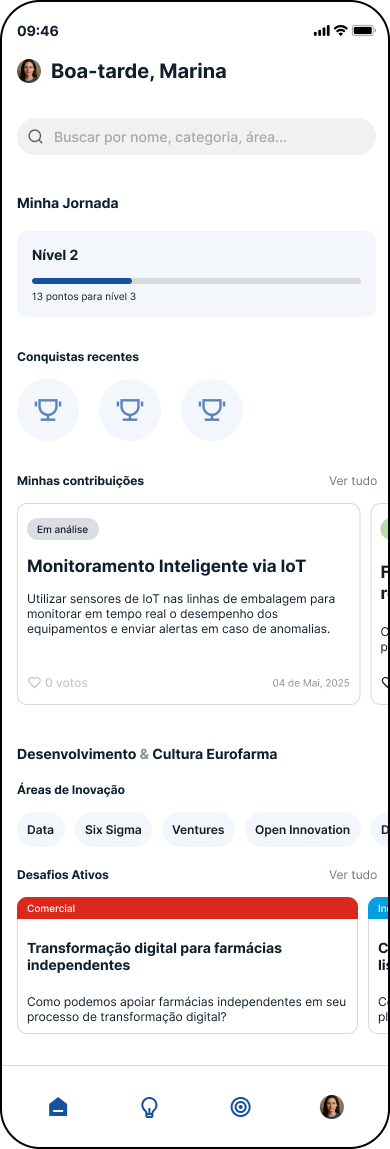 09:46
Boa-tarde, Marina
Buscar por nome, categoria, área...
Minha Jornada
Nível 2
13 pontos para nível 3
Conquistas recentes
Minhas contribuições
Ver tudo
Em análise
Monitoramento Inteligente via IoT
Utilizar sensores de IoT nas linhas de embalagem para
monitorar em tempo real o desempenho dos
equipamentos e enviar alertas em caso de anomalias.
0 votos
04 de Mai, 2025
Desenvolvimento & Cultura Eurofarma
Áreas de Inovação
Data
Six Sigma
Ventures
Open Innovation
Desafios Ativos
Ver tudo
Comercial
Transformação digital para farmácias
independentes
Como podemos apoiar farmácias independentes em seu
processo de transformação digital?